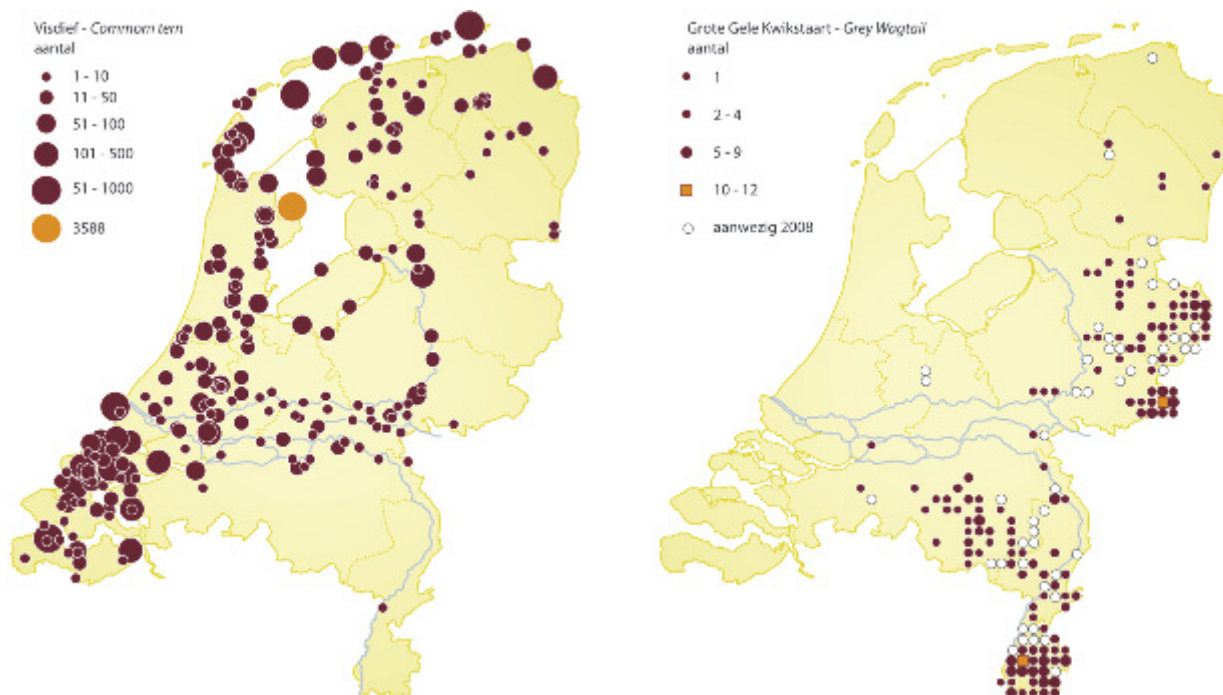 Visdief - Commom tern
aantal
1 - 10
11 - 50
51 - 100
101 - 500
51 - 1000
3588
Grote Gele Kwikstaart - Grey Wagtail
aantal
1
2 - 4
5 - 9
10 - 12
aanwezig 2008